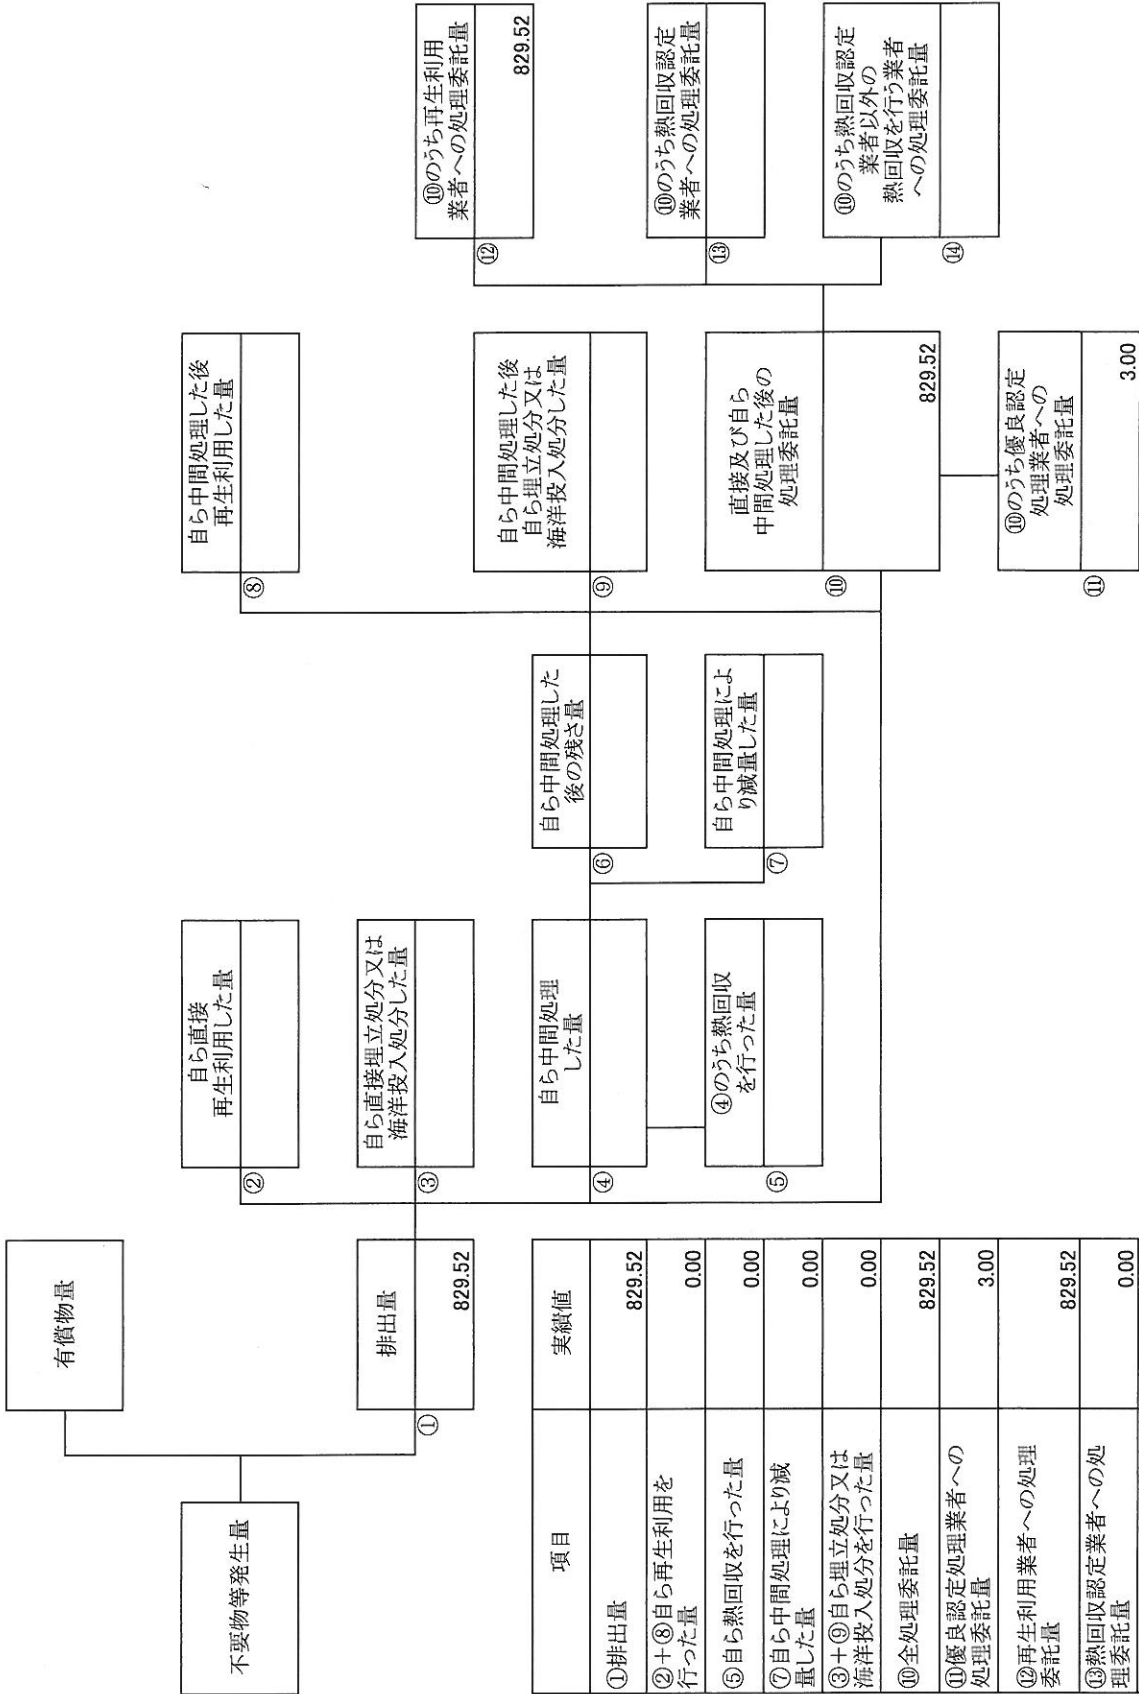 不要物等発生量
有償物量
①
排出量
829.52
②
自ら直接
再生利用した量
③
自ら直接埋立処分又は
海洋投入処分した量
④
自ら中間処理
した量
⑤
④のうち熱回収
を行った量
⑥
自ら中間処理した
後の残さ量
⑦
自ら中間処理によ
り減量した量
⑧
自ら中間処理した後
再生利用した量
⑨
自ら中間処理した後
自ら埋立処分又は
海洋投入処分した量
⑩
直接及び自ら
中間処理した後の
処理委託量
829.52
⑪
⑩のうち優良認定
処理業者への
処理委託量
3.00
⑫
⑩のうち再生利用
業者への処理委託量
829.52
⑬
⑩のうち熱回収認定
業者への処理委託量
⑭
⑩のうち熱回収認定
業者以外の
熱回収を行う業者
への処理委託量
項目 実績値
①排出量 829.52
②+⑧自ら再生利用を
行った量 0.00
⑤自ら熱回収を行った量 0.00
⑦自ら中間処理により減
量した量 0.00
③+⑨自ら埋立処分又は
海洋投入処分を行った量 0.00
⑩全処理委託量 829.52
⑪優良認定処理業者への
処理委託量 3.00
⑫再生利用業者への処理
委託量 829.52
⑬熱回収認定業者への処
理委託量 0.00